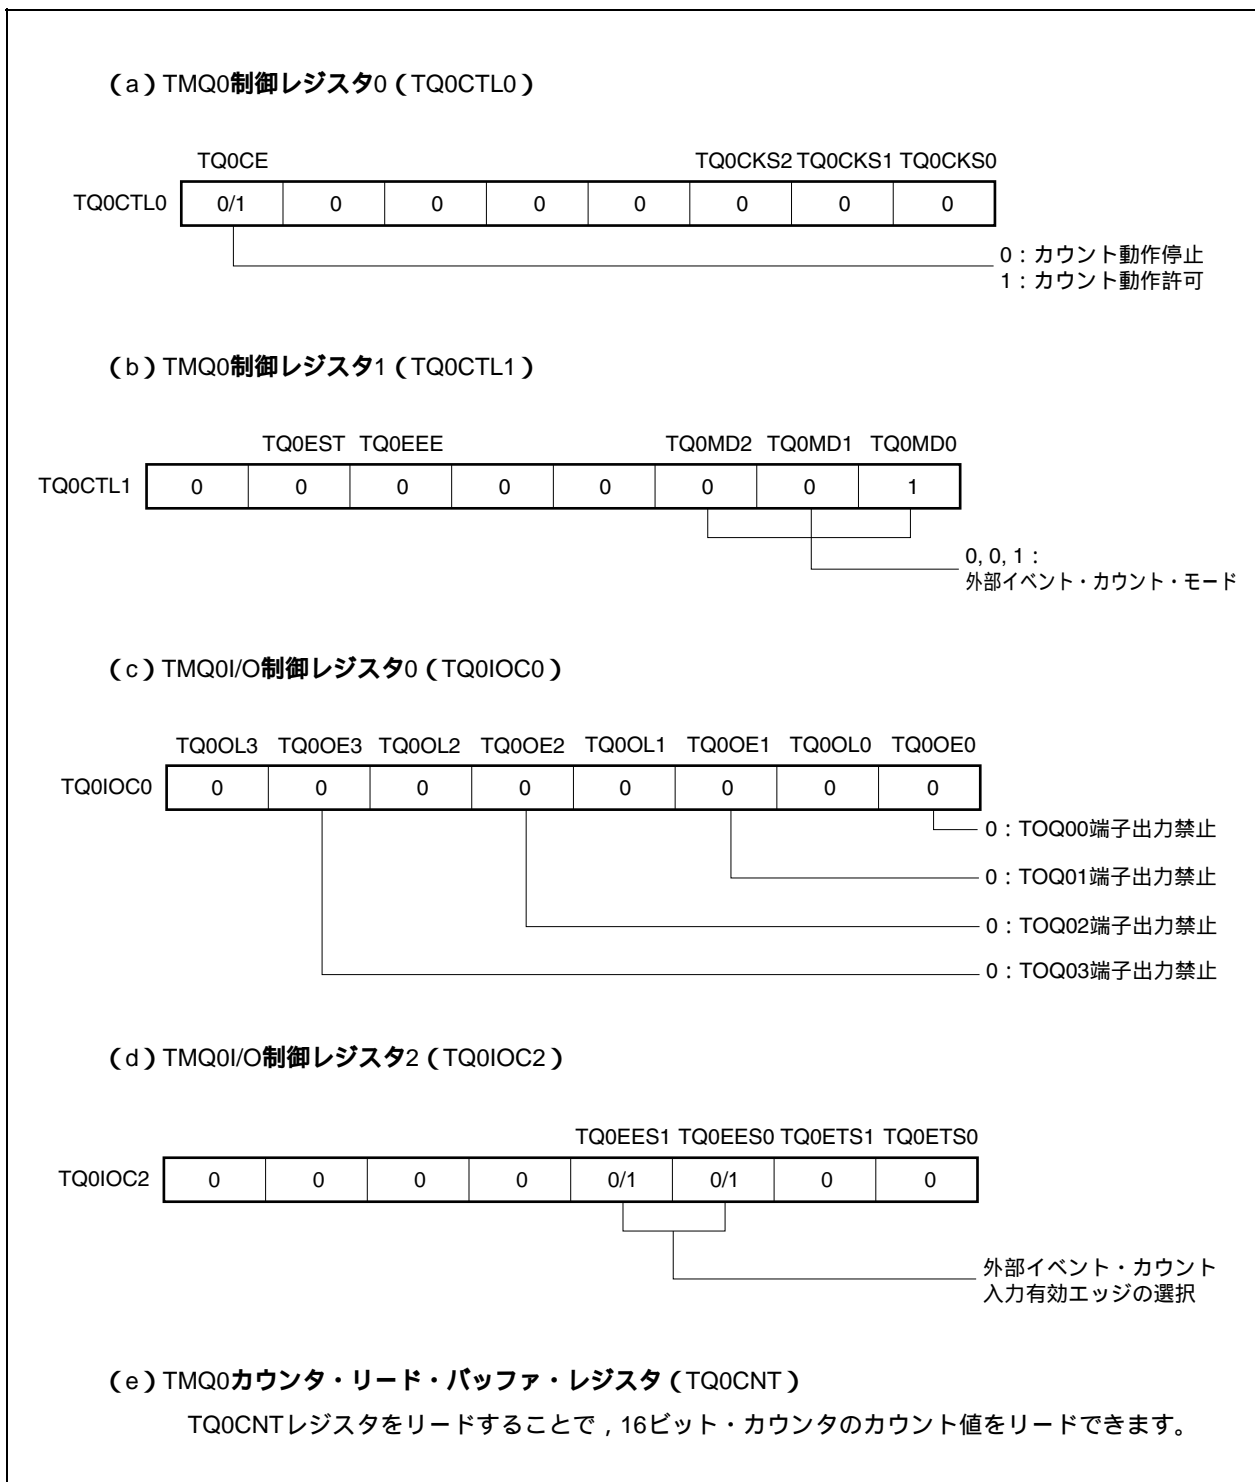 （a）TMQ0制御レジスタ0（TQ0CTL0）
TQ0CE TQ0CKS2 TQ0CKS1 TQ0CKS0
TQ0CTL0 0/1 0 0 0 0 0 0 0
0：カウント動作停止
1：カウント動作許可
（b）TMQ0制御レジスタ1（TQ0CTL1）
TQ0EST TQ0EEE TQ0MD2 TQ0MD1 TQ0MD0
TQ0CTL1 0 0 0 0 0 0 0 1
0, 0, 1：
外部イベント・カウント・モード
（c）TMQ0I/O制御レジスタ0（TQ0IOC0）
TQ0OL3 TQ0OE3 TQ0OL2 TQ0OE2 TQ0OL1 TQ0OE1 TQ0OL0 TQ0OE0
TQ0IOC0 0 0 0 0 0 0 0 0
0：TOQ00端子出力禁止
0：TOQ01端子出力禁止
0：TOQ02端子出力禁止
0：TOQ03端子出力禁止
（d）TMQ0I/O制御レジスタ2（TQ0IOC2）
TQ0EES1 TQ0EES0 TQ0ETS1 TQ0ETS0
TQ0IOC2 0 0 0 0 0/1 0/1 0 0
外部イベント・カウント
入力有効エッジの選択
（e）TMQ0カウンタ・リード・バッファ・レジスタ（TQ0CNT）
TQ0CNTレジスタをリードすることで，16ビット・カウンタのカウント値をリードできます。